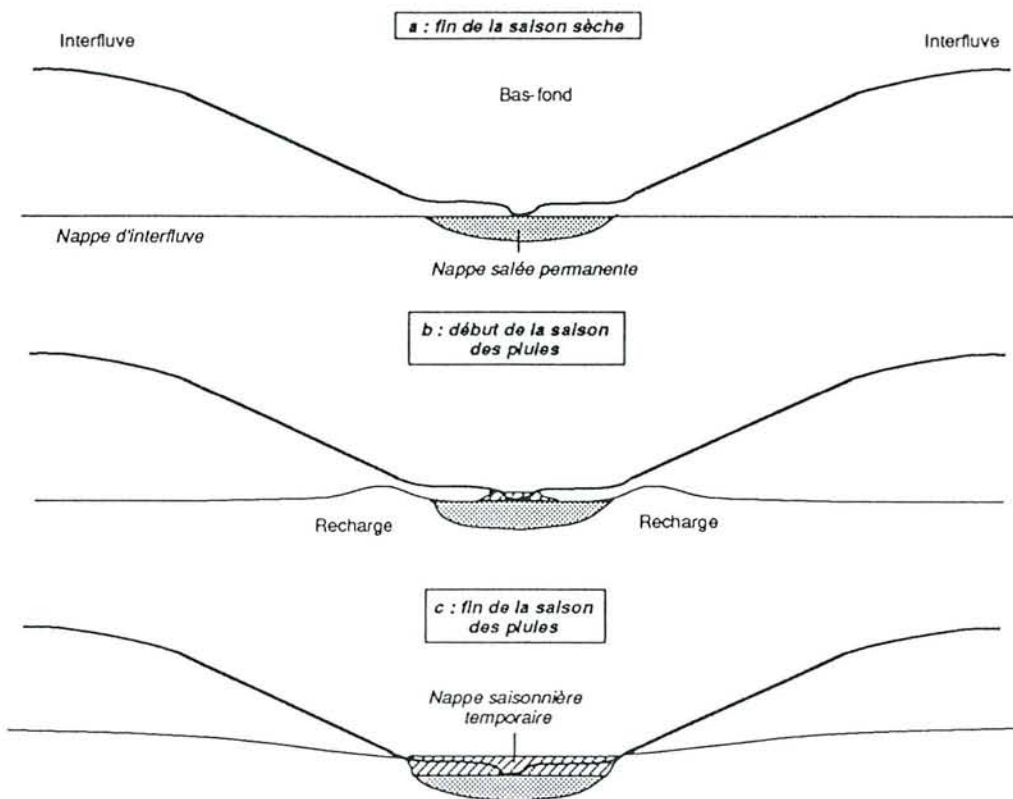 a : fin de la saison sèche
Interfluve
Interfluve
Bas-fond
Nappe d'interfluve
Nappe salée permanente
b : début de la saison
des pluies
Recharge
Recharge
c : fin de la saison
des pluies
Nappe saisonnière
temporaire